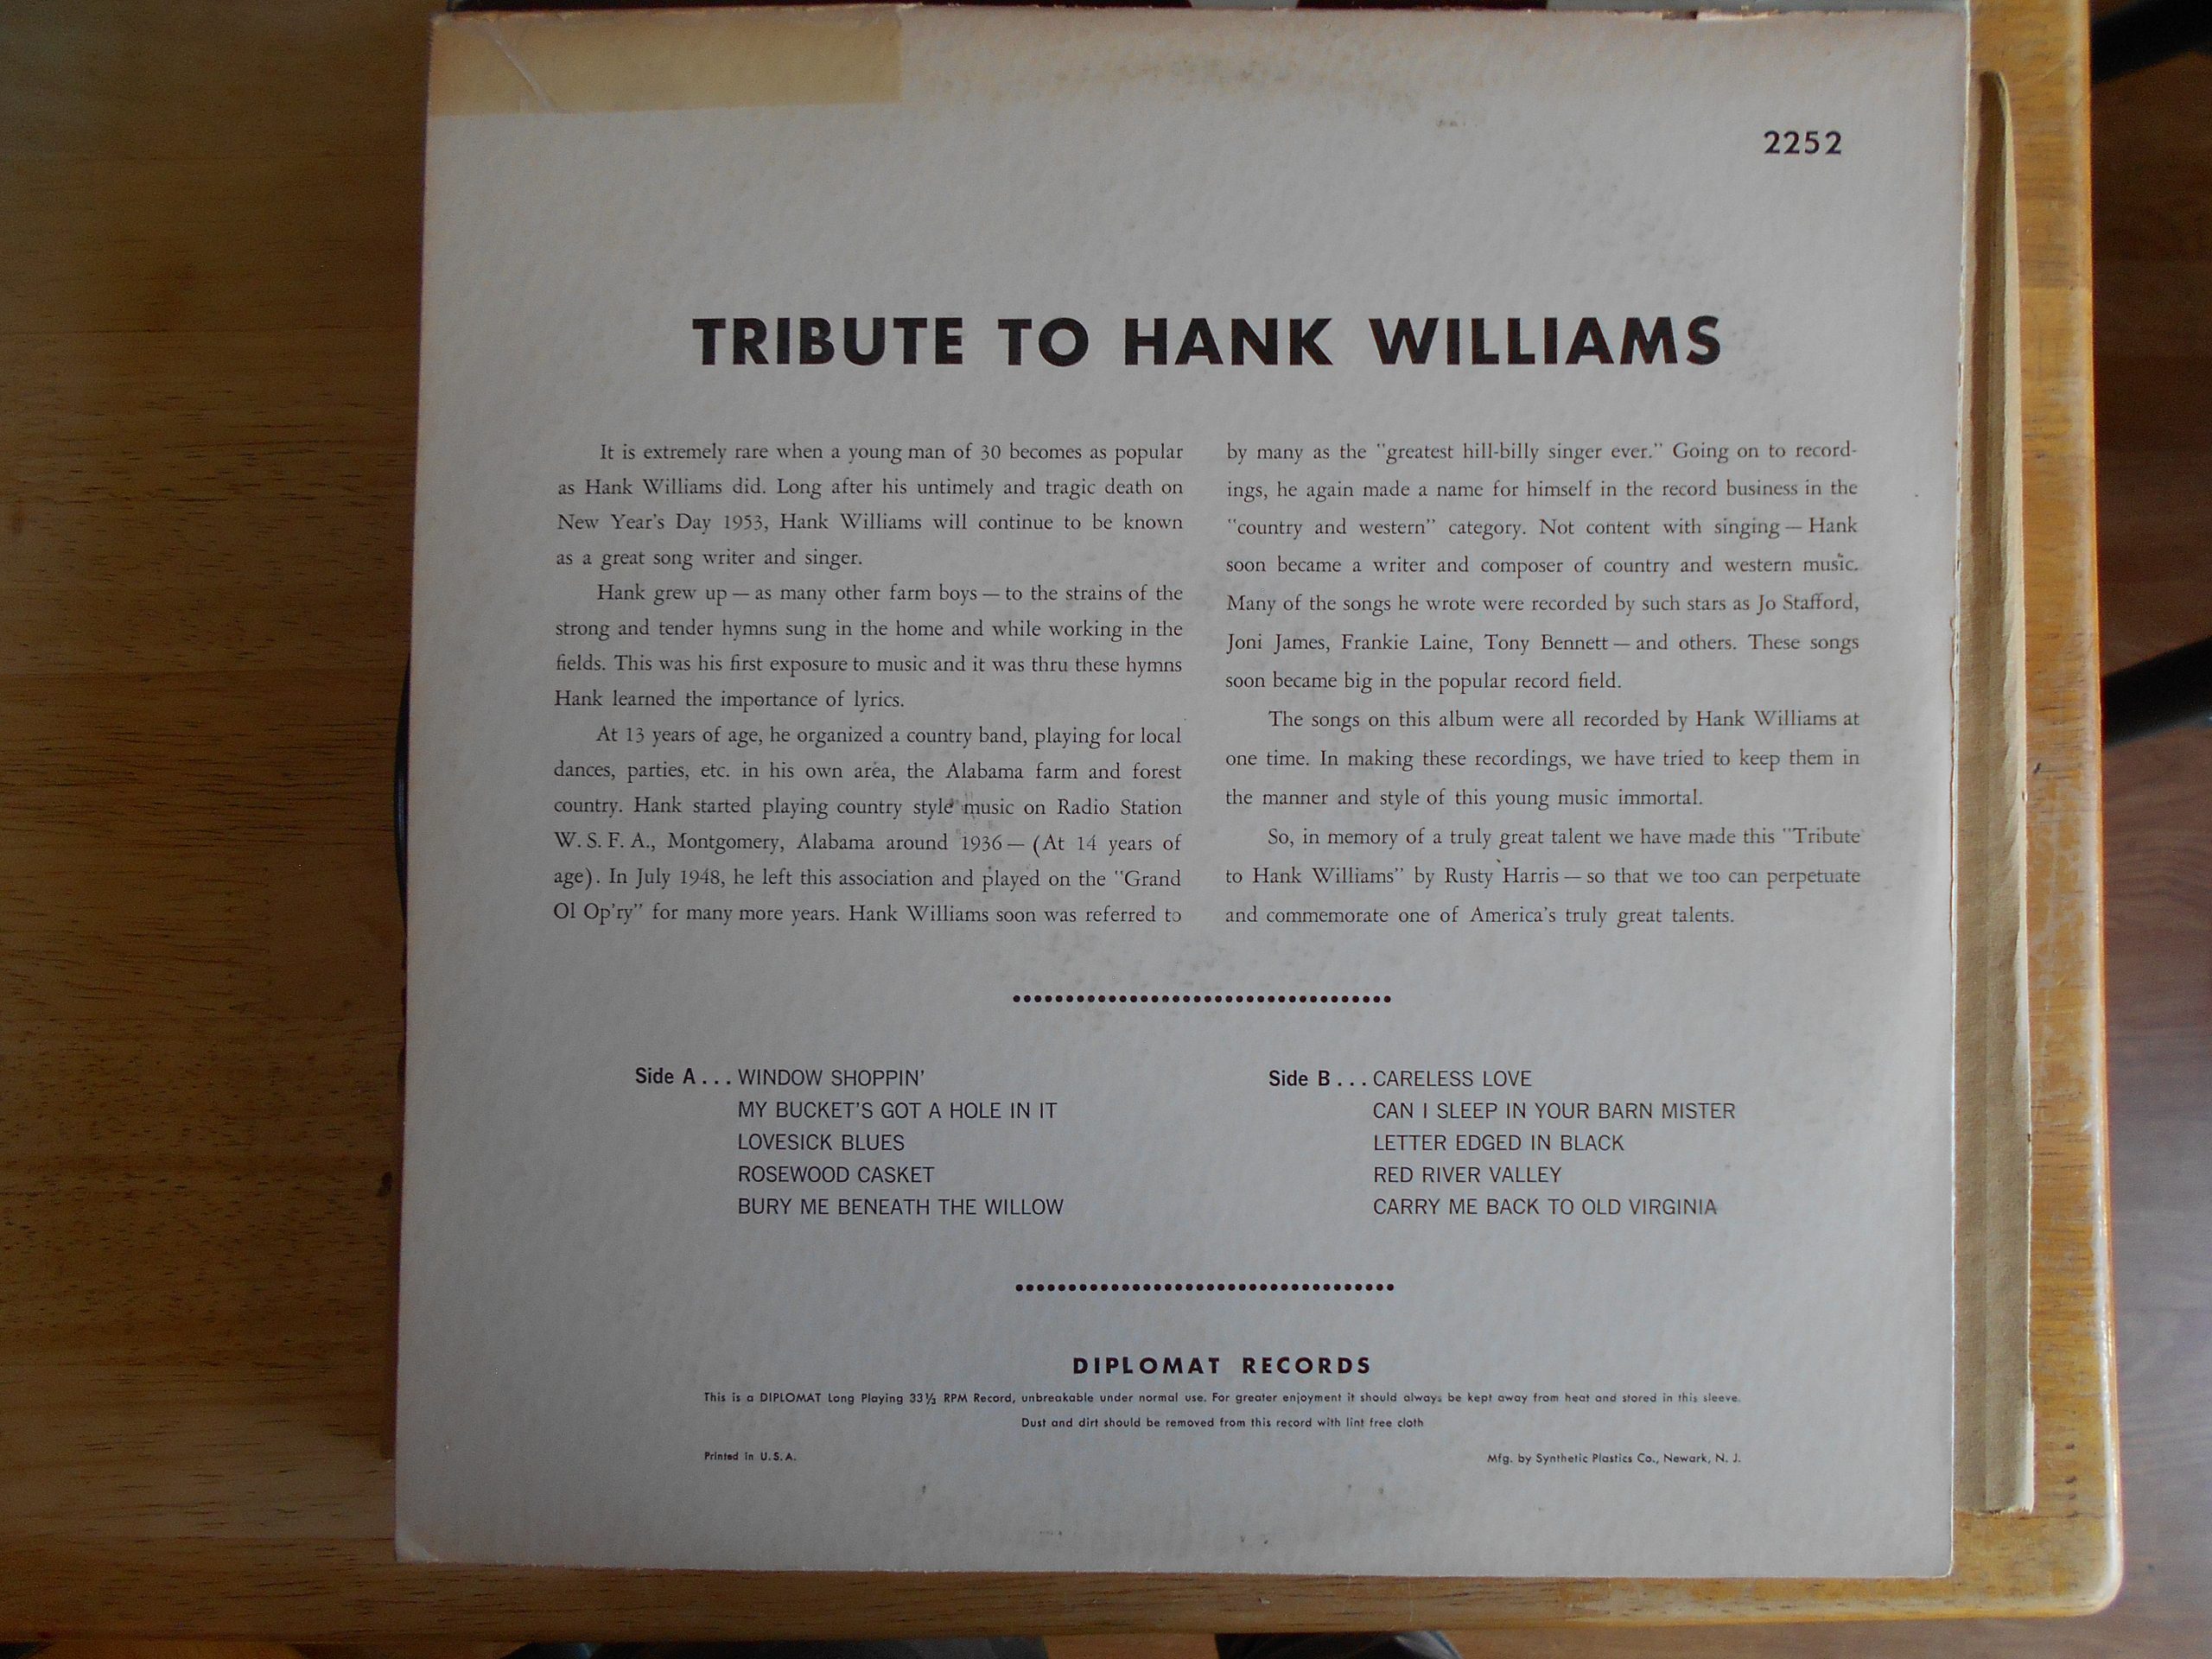 2252
TRIBUTE TO HANK WILLIAMS
It is extremely rare when a young man of 30 becomes as popular
as Hank Williams did. Long after his untimely and tragic death on
New Year's Day 1953, Hank Williams will continue to be known
as a great song writer and singer.
Hank grew up — as many other farm boys — to the strains of the
strong and tender hymns sung in the home and while working in the
fields. This was his first exposure to music and it was thru these hymns
Hank learned the importance of lyrics.
At 13 years of age, he organized a country band, playing for local
dances, parties, etc. in his own area, the Alabama farm and forest
country. Hank started playing country style music on Radio Station
W. S. F. A., Montgomery, Alabama around 1936 — (At 14 years of
age). In July 1948, he left this association and played on the "Grand
Ol Op'ry" for many more years. Hank Williams soon was referred to
by many as the "greatest hill-billy singer ever." Going on to record-
ings, he again made a name for himself in the record business in the
"country and western" category. Not content with singing — Hank
soon became a writer and composer of country and western music.
Many of the songs he wrote were recorded by such stars as Jo Stafford,
Joni James, Frankie Laine, Tony Bennett — and others. These songs
soon became big in the popular record field.
The songs on this album were all recorded by Hank Williams at
one time. In making these recordings, we have tried to keep them in
the manner and style of this young music immortal.
So, in memory of a truly great talent we have made this "Tribute
to Hank Williams" by Rusty Harris — so that we too can perpetuate
and commemorate one of America's truly great talents.
Side A . . . WINDOW SHOPPIN'
MY BUCKET'S GOT A HOLE IN IT
LOVESICK BLUES
ROSEWOOD CASKET
BURY ME BENEATH THE WILLOW
Side B . . . CARELESS LOVE
CAN I SLEEP IN YOUR BARN MISTER
LETTER EDGED IN BLACK
RED RIVER VALLEY
CARRY ME BACK TO OLD VIRGINIA
DIPLOMAT RECORDS
This is a DIPLOMAT Long Playing 33⅓ RPM Record, unbreakable under normal use. For greater enjoyment it should always be kept away from heat and stored in this sleeve.
Dust and dirt should be removed from this record with lint free cloth
Printed in U. S. A.
Mfg. by Synthetic Plastics Co., Newark, N. J.